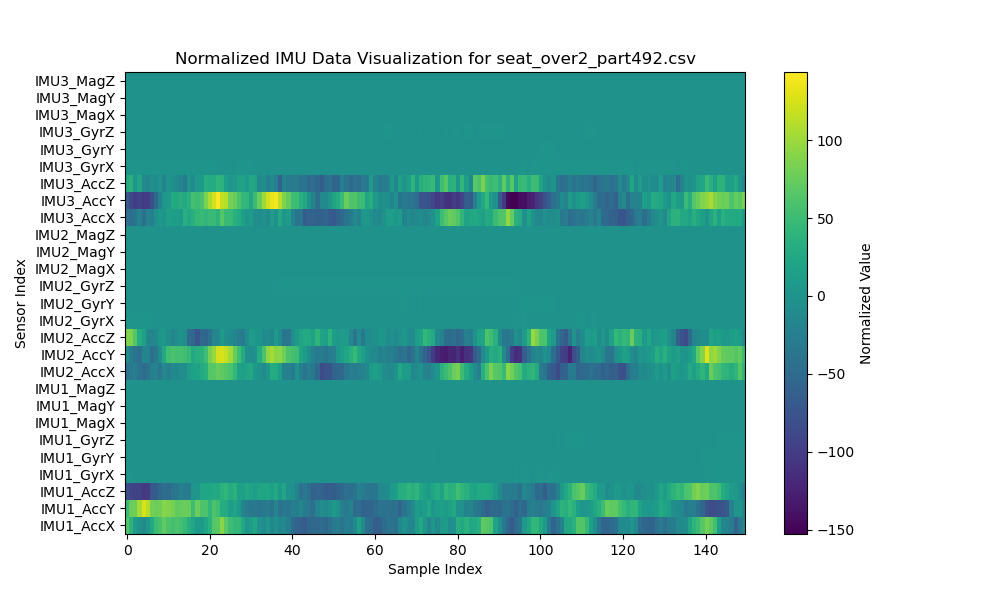 Normalized IMU Data Visualization for seat_over2_part492.csv
IMU3_MagZ
IMU3_MagY
IMU3_MagX
IMU3_GyrZ
IMU3_GyrY
IMU3_GyrX
IMU3_AccZ
IMU3_AccY
IMU3_AccX
IMU2_MagZ
IMU2_MagY
IMU2_MagX
IMU2_GyrZ
IMU2_GyrY
IMU2_GyrX
IMU2_AccZ
IMU2_AccY
IMU2_AccX
IMU1_MagZ
IMU1_MagY
IMU1_MagX
IMU1_GyrZ
IMU1_GyrY
IMU1_GyrX
IMU1_AccZ
IMU1_AccY
IMU1_AccX
Sensor Index
0 20 40 60 80 100 120 140
Sample Index
100
50
0
−50
−100
−150
Normalized Value